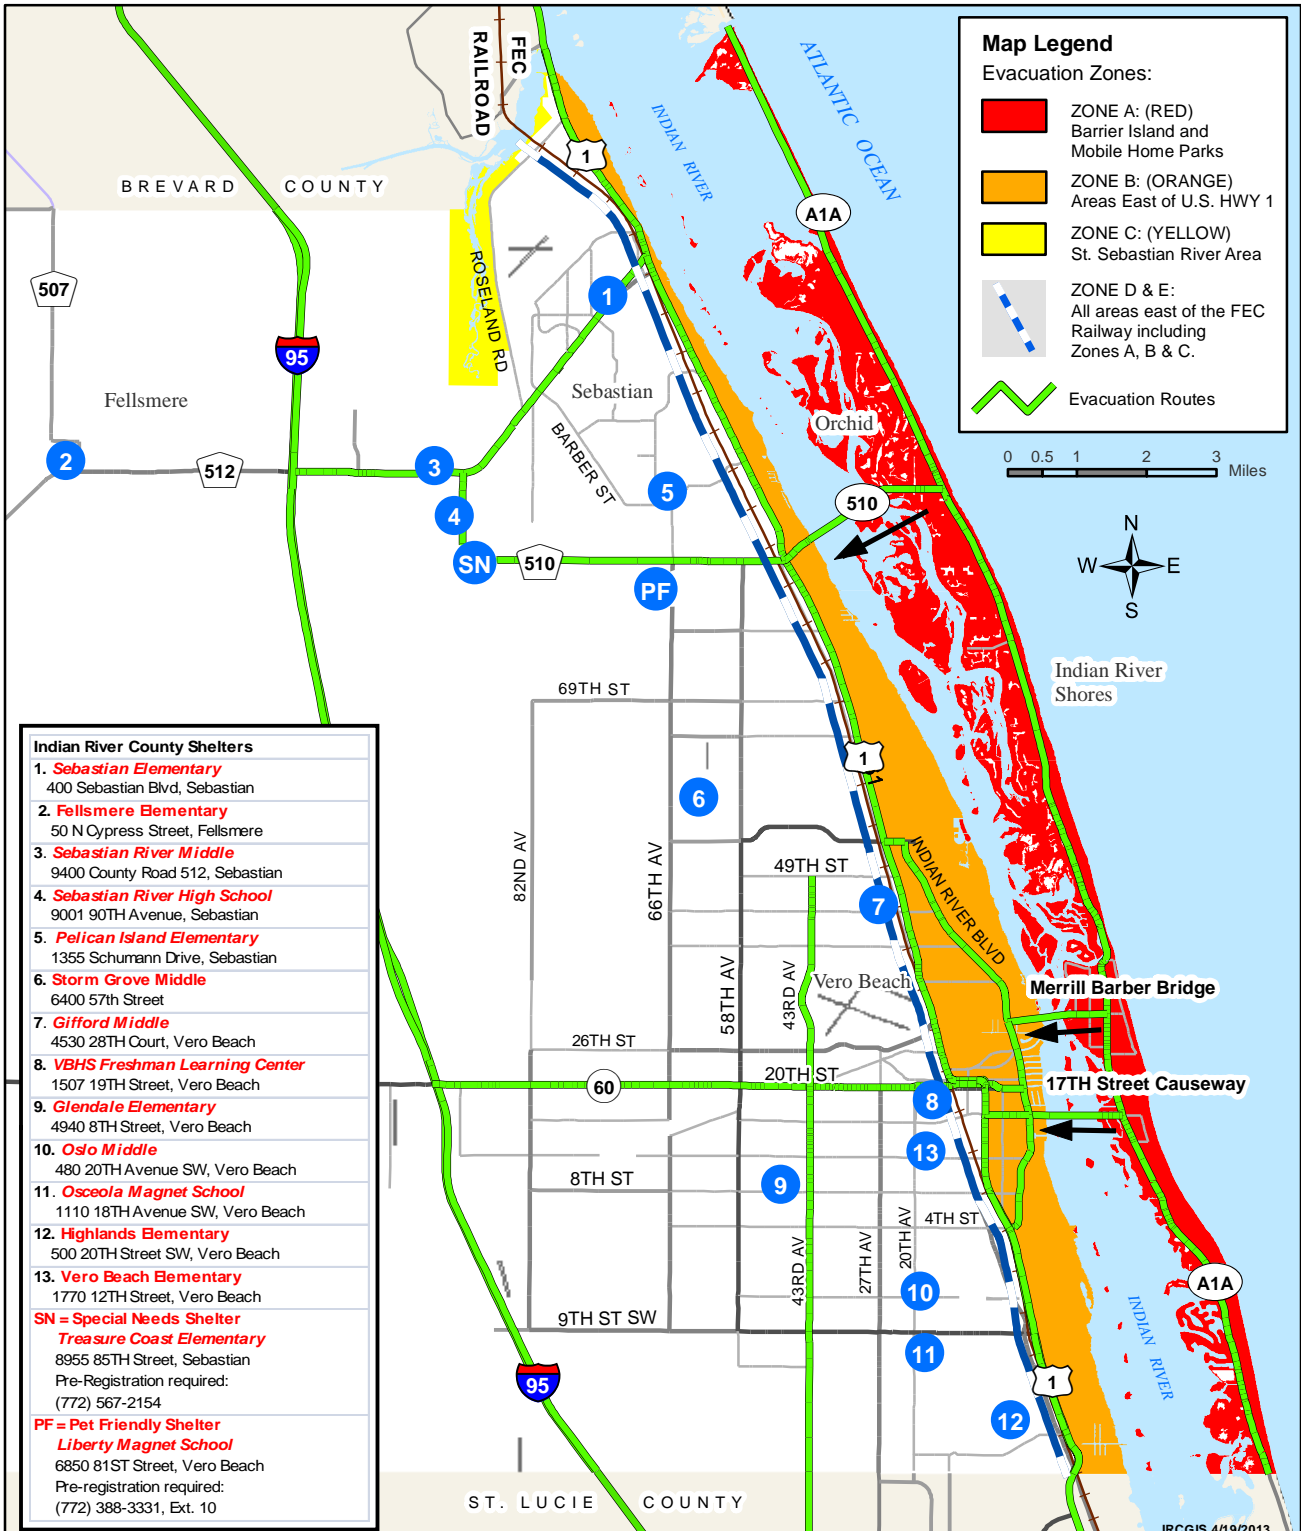 FEC
RAILROAD
BREVARD COUNTY
INDIAN RIVER
ATLANTIC OCEAN
1
A1A
507
95
ROSELAND RD
1
Fellsmere
Sebastian
Orchid
2
512
3
BARBER ST
4
5
510
SN
510
PF
Indian River
Shores
69TH ST
1
1
6
82ND AV
66TH AV
49TH ST
INDIAN RIVER BLVD
7
58TH AV
43RD AV
Vero Beach
Merrill Barber Bridge
26TH ST
20TH ST
60
17TH Street Causeway
8
13
8TH ST
9
4TH ST
43RD AV
27TH AV
20TH AV
10
A1A
INDIAN RIVER
9TH ST SW
11
95
1
12
ST. LUCIE COUNTY
IRCGIS 4/19/2013
Map Legend
Evacuation Zones:
ZONE A: (RED)
Barrier Island and
Mobile Home Parks
ZONE B: (ORANGE)
Areas East of U.S. HWY 1
ZONE C: (YELLOW)
St. Sebastian River Area
ZONE D & E:
All areas east of the FEC
Railway including
Zones A, B & C.
Evacuation Routes
0 0.5 1 2 3 Miles
N
W E
S
Indian River County Shelters
1. Sebastian Elementary
400 Sebastian Blvd, Sebastian
2. Fellsmere Elementary
50 N Cypress Street, Fellsmere
3. Sebastian River Middle
9400 County Road 512, Sebastian
4. Sebastian River High School
9001 90TH Avenue, Sebastian
5. Pelican Island Elementary
1355 Schumann Drive, Sebastian
6. Storm Grove Middle
6400 57th Street
7. Gifford Middle
4530 28TH Court, Vero Beach
8. VBHS Freshman Learning Center
1507 19TH Street, Vero Beach
9. Glendale Elementary
4940 8TH Street, Vero Beach
10. Oslo Middle
480 20TH Avenue SW, Vero Beach
11. Osceola Magnet School
1110 18TH Avenue SW, Vero Beach
12. Highlands Elementary
500 20TH Street SW, Vero Beach
13. Vero Beach Elementary
1770 12TH Street, Vero Beach
SN = Special Needs Shelter
Treasure Coast Elementary
8955 85TH Street, Sebastian
Pre-Registration required:
(772) 567-2154
PF = Pet Friendly Shelter
Liberty Magnet School
6850 81ST Street, Vero Beach
Pre-registration required:
(772) 388-3331, Ext. 10